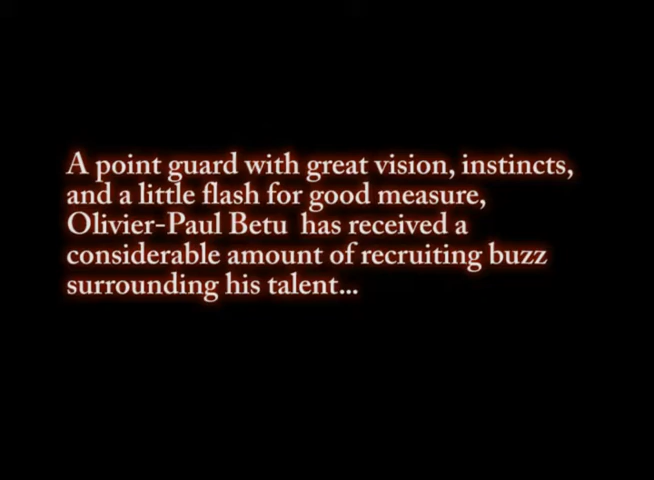 A point guard with great vision, instincts,
and a little flash for good measure,
Olivier-Paul Betu has received a
considerable amount of recruiting buzz
surrounding his talent...